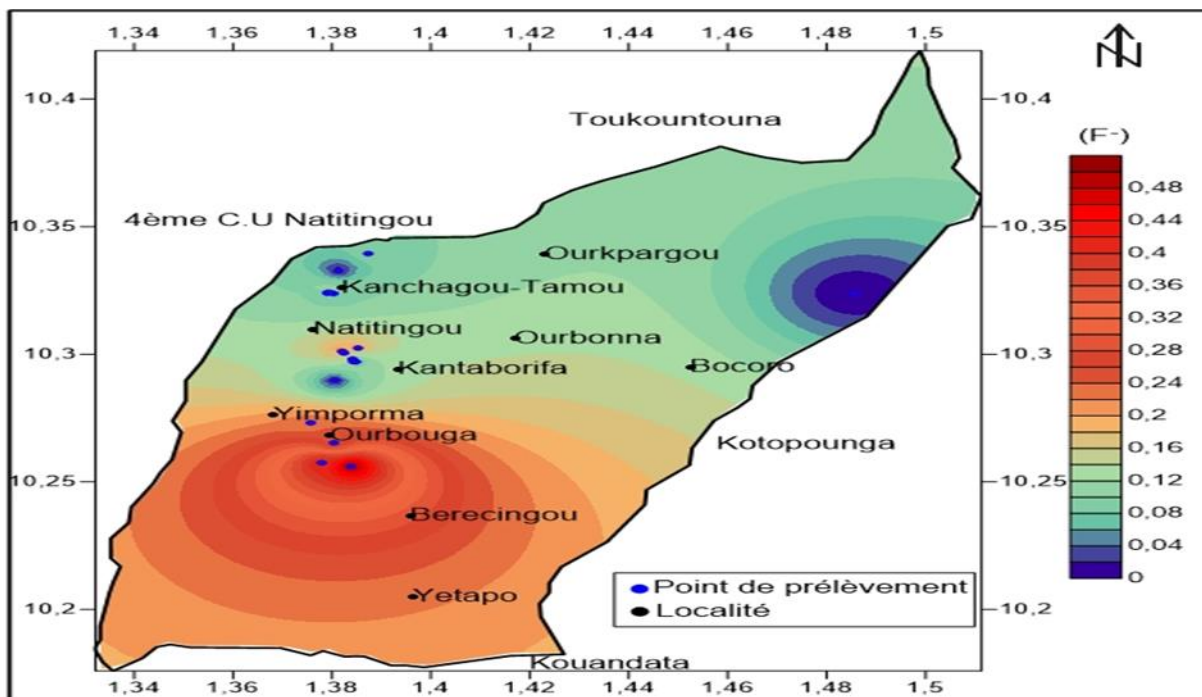 1,34 1,36 1,38 1,4 1,42 1,44 1,46 1,48 1,5
N
10,4 10,4
Toukountouna
(F-)
0,48
0,44
0,4
0,36
0,32
0,28
0,24
0,2
0,16
0,12
0,08
0,04
0
10,35 10,35
4ème C.U Natitingou
Ourkpargou
Kanchagou-Tamou
Natitingou
Ourbonna
10,3 10,3
Kantaborifa
Bocoro
Yimporma
Ourbouga
Kotopounga
10,25 10,25
Berecingou
Point de prélèvement
Localité
10,2 10,2
Yetapo
Kouandata
1,34 1,36 1,38 1,4 1,42 1,44 1,46 1,48 1,5